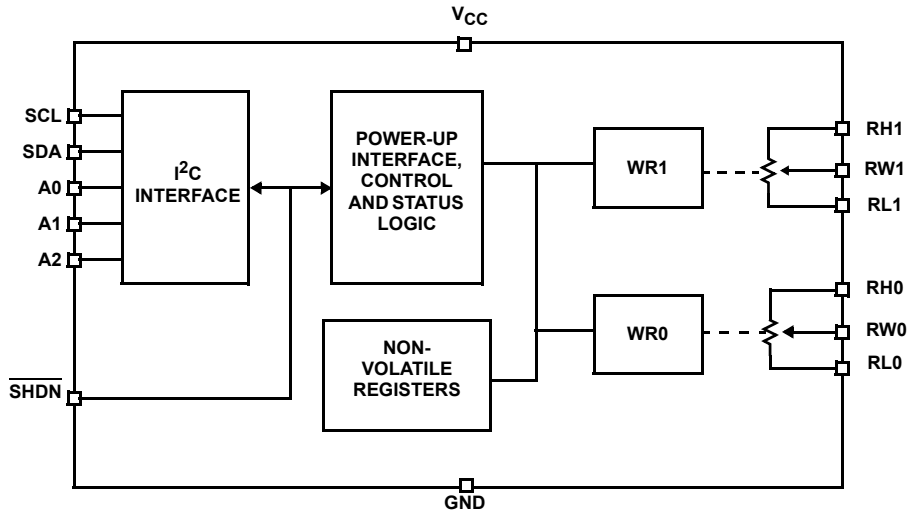 VCC
SCL
SDA
A0
A1
A2
SHDN
I2C
INTERFACE
POWER-UP
INTERFACE,
CONTROL
AND STATUS
LOGIC
NON-
VOLATILE
REGISTERS
WR1
WR0
RH1
RW1
RL1
RH0
RW0
RL0
GND